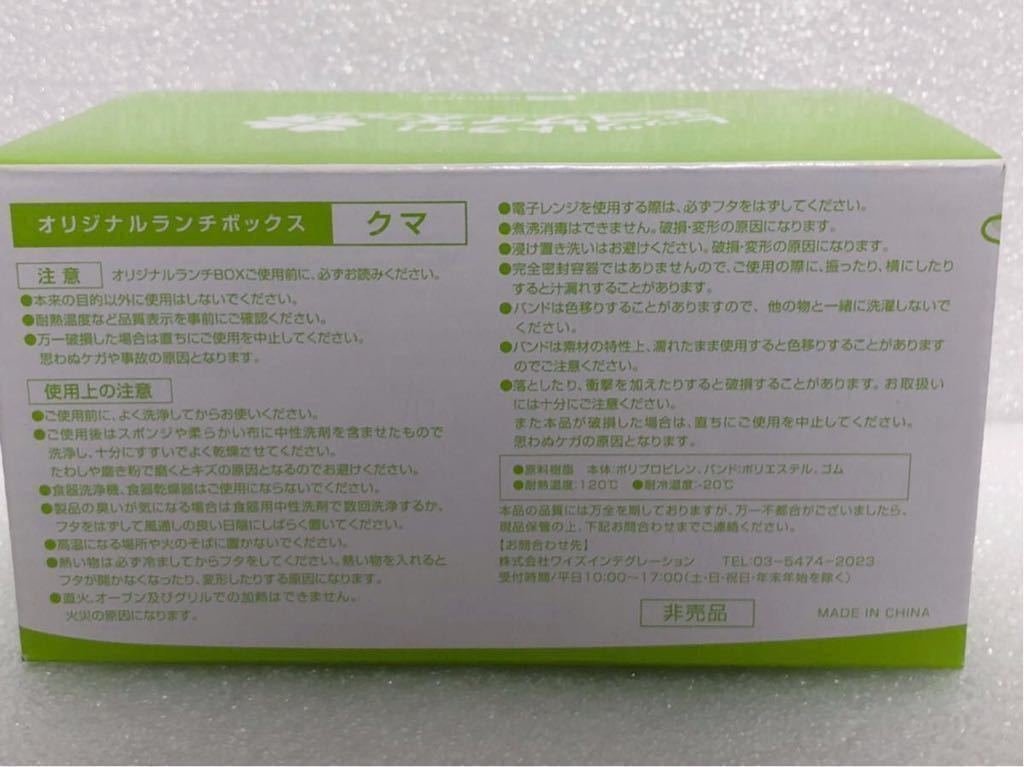 オリジナルランチボックス クマ
注意 オリジナルランチBOXご使用前に、必ずお読みください。
●本来の目的以外に使用はしないでください。
●耐熱温度など品質表示を事前にご確認ください。
●万一破損した場合は直ちにご使用を中止してください。
思わぬケガや事故の原因となります。
使用上の注意
●ご使用前に、よく洗浄してからお使いください。
●ご使用後はスポンジや柔らかい布に中性洗剤を含ませたもので
洗浄し、十分にすすいでよく乾燥させてください。
たわしや磨き粉で磨くとキズの原因となるのでお避けください。
●食器洗浄機、食器乾燥器はご使用にならないでください。
●製品の臭いが気になる場合は食器用中性洗剤で数回洗浄するか、
フタをはずして風通しの良い日陰にしばらく置いてください。
●高温になる場所や火のそばに置かないでください。
●熱い物は必ず冷ましてからフタをしてください。熱い物を入れると
フタが開かなくなったり、変形したりする原因になります。
●直火、オーブン及びグリルでの加熱はできません。
火災の原因になります。
●電子レンジを使用する際は、必ずフタをはずしてください。
●煮沸消毒はできません。破損・変形の原因になります。
●浸け置き洗いはお避けください。破損・変形の原因になります。
●完全密封容器ではありませんので、ご使用の際に、振ったり、横にしたり
すると汁漏れすることがあります。
●バンドは色移りすることがありますので、他の物と一緒に洗濯しないで
ください。
●バンドは素材の特性上、濡れたまま使用すると色移りすることがあります
のでご注意ください。
●落としたり、衝撃を加えたりすると破損することがあります。お取扱い
には十分にご注意ください。
また本品が破損した場合は、直ちにご使用を中止してください。
思わぬケガの原因となります。
●原料樹脂 本体:ポリプロピレン、バンド:ポリエステル、ゴム
●耐熱温度:120℃ ●耐冷温度:-20℃
本品の品質には万全を期しておりますが、万一不都合がございましたら、
現品保管の上、下記お問合わせまでご連絡ください。
【お問合わせ先】
株式会社ワイズインテグレーション TEL:03-5474-2023
受付時間/平日10:00〜17:00(土・日・祝日・年末年始を除く)
非売品 MADE IN CHINA